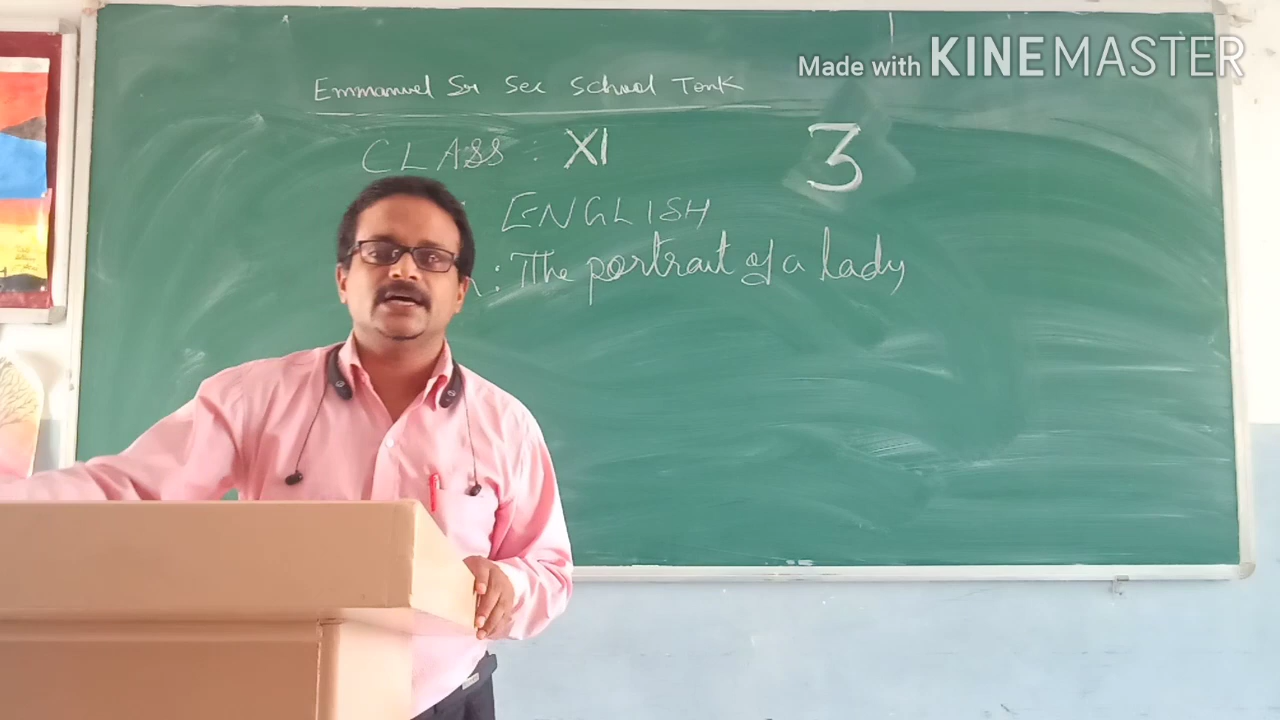 Made with KINEMASTER
Emmanuel Sr Sec School Tonk
CLASS : XI
3
ENGLISH
: The portrait of a lady